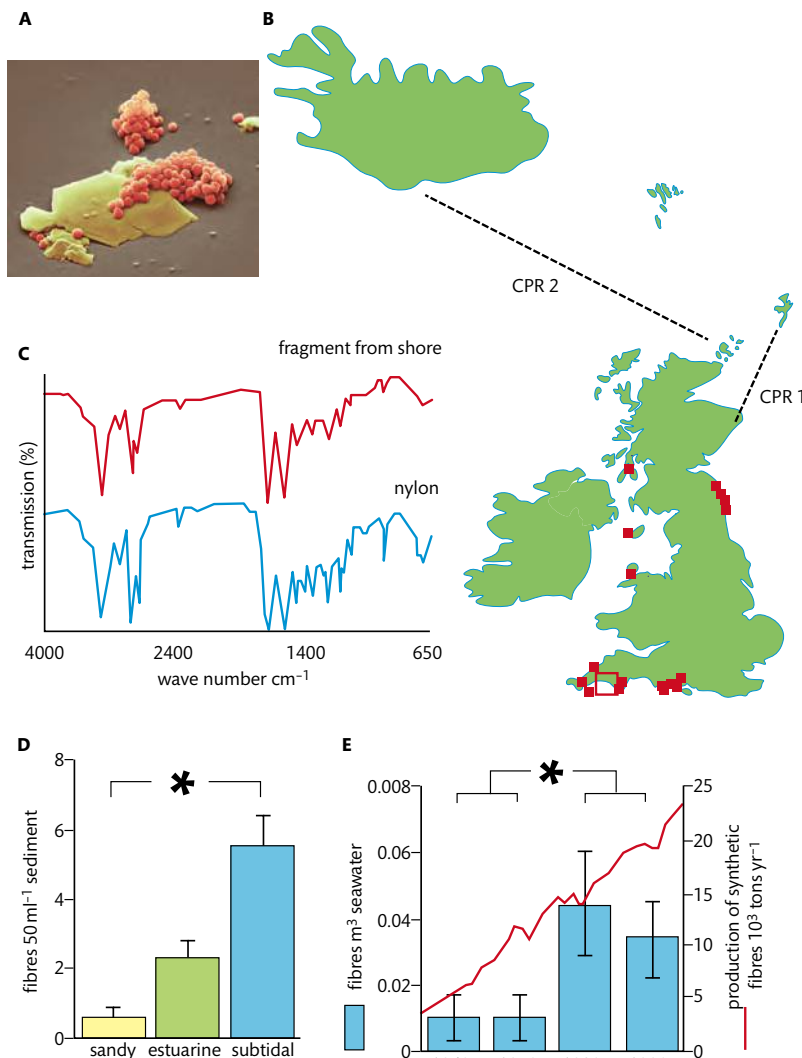 A
B
CPR 2
CPR 1
C
fragment from shore
nylon
transmission (%)
4000
2400
1400
650
wave number cm⁻¹
D
8
6
4
2
0
fibres 50 ml⁻¹ sediment
*
sandy
estuarine
subtidal
E
0.008
0.06
0.04
0.02
0
fibres m³ seawater
*
25
20
15
10
5
0
production of synthetic
fibres 10³ tons yr⁻¹